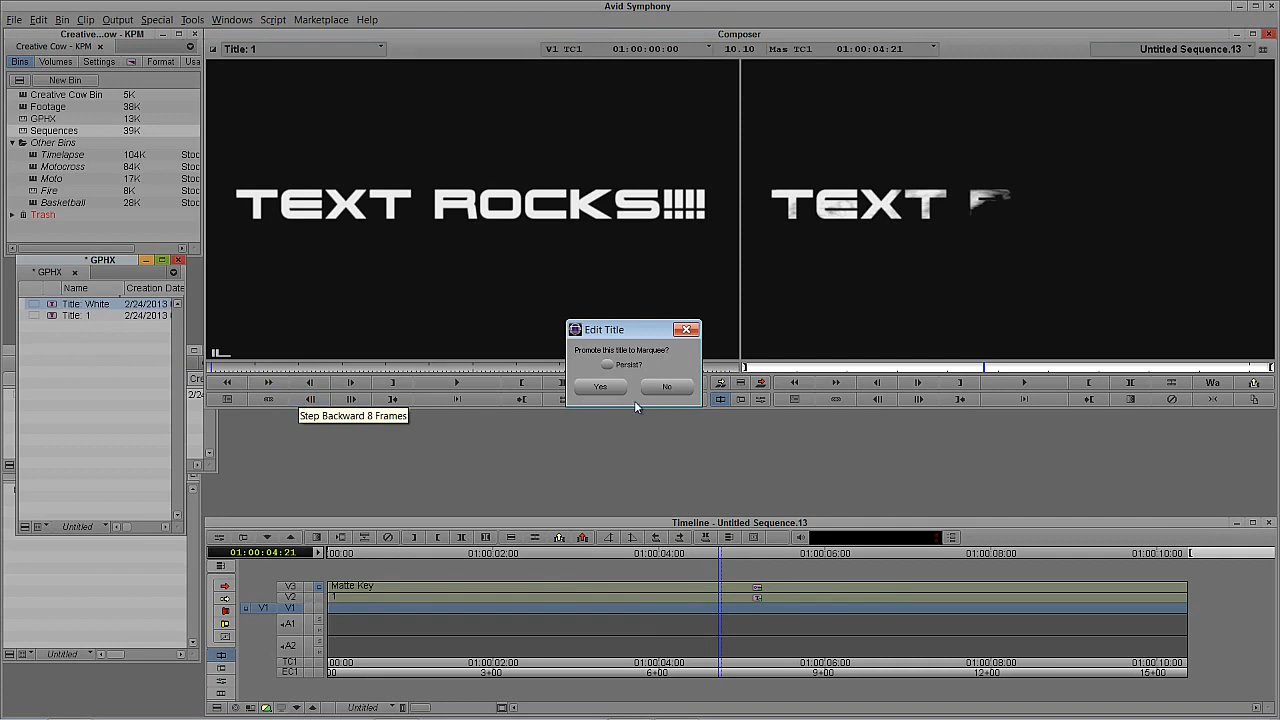 Avid Symphony
File Edit Bin Clip Output Special Tools Windows Script Marketplace Help
Creative...ow - KPM
Creative Cow - KPM
Bins Volumes Settings Format Usa
New Bin
Creative Cow Bin 5K
Footage 38K
GPHX 13K
Sequences 39K
Other Bins
Timelapse 104K Stoc
Motocross 84K Stoc
Moto 17K Stoc
Fire 8K Stoc
Basketball 28K Stoc
Trash
* GPHX
* GPHX
Name Creation Date
Title: White 2/24/2013
Title: 1 2/24/2013
Untitled
Untitled
Composer
Title: 1 V1 TC1 01:00:00:00 10.10 Mas TC1 01:00:04:21 Untitled Sequence.13
TEXT ROCKS!!!!
TEXT
Edit Title
Promote this title to Marquee?
Persist?
Yes No
Wa
Step Backward 8 Frames
Timeline - Untitled Sequence.13
01:00:04:21 00:00 01:00:02:00 01:00:04:00 01:00:06:00 01:00:08:00 01:00:10:00
V3 Matte Key
V2 1
V1 V1
A1
A2
TC1 00:00 01:00:02:00 01:00:04:00 01:00:06:00 01:00:08:00 01:00:10:00
EC1 00 3+00 6+00 9+00 12+00 15+00
Untitled